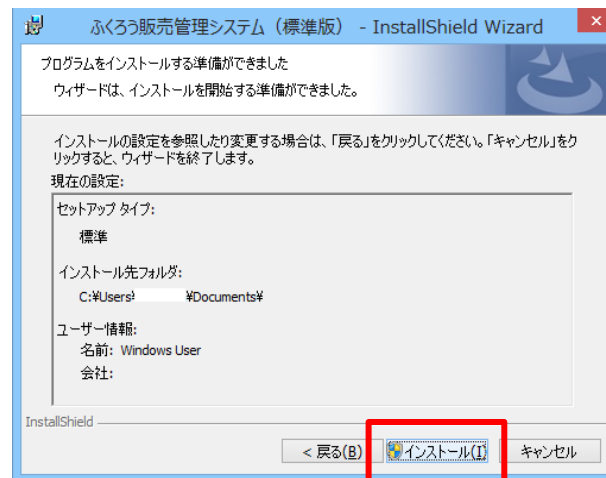 ふくろう販売管理システム（標準版） - InstallShield Wizard
プログラムをインストールする準備ができました
ウィザードは、インストールを開始する準備ができました。
インストールの設定を参照したり変更する場合は、「戻る」をクリックしてください。「キャンセル」をク
リックすると、ウィザードを終了します。
現在の設定:
セットアップ タイプ:
標準
インストール先フォルダ:
C:¥Users¥ ¥Documents¥
ユーザー情報:
名前: Windows User
会社:
InstallShield
< 戻る(B) インストール(I) キャンセル